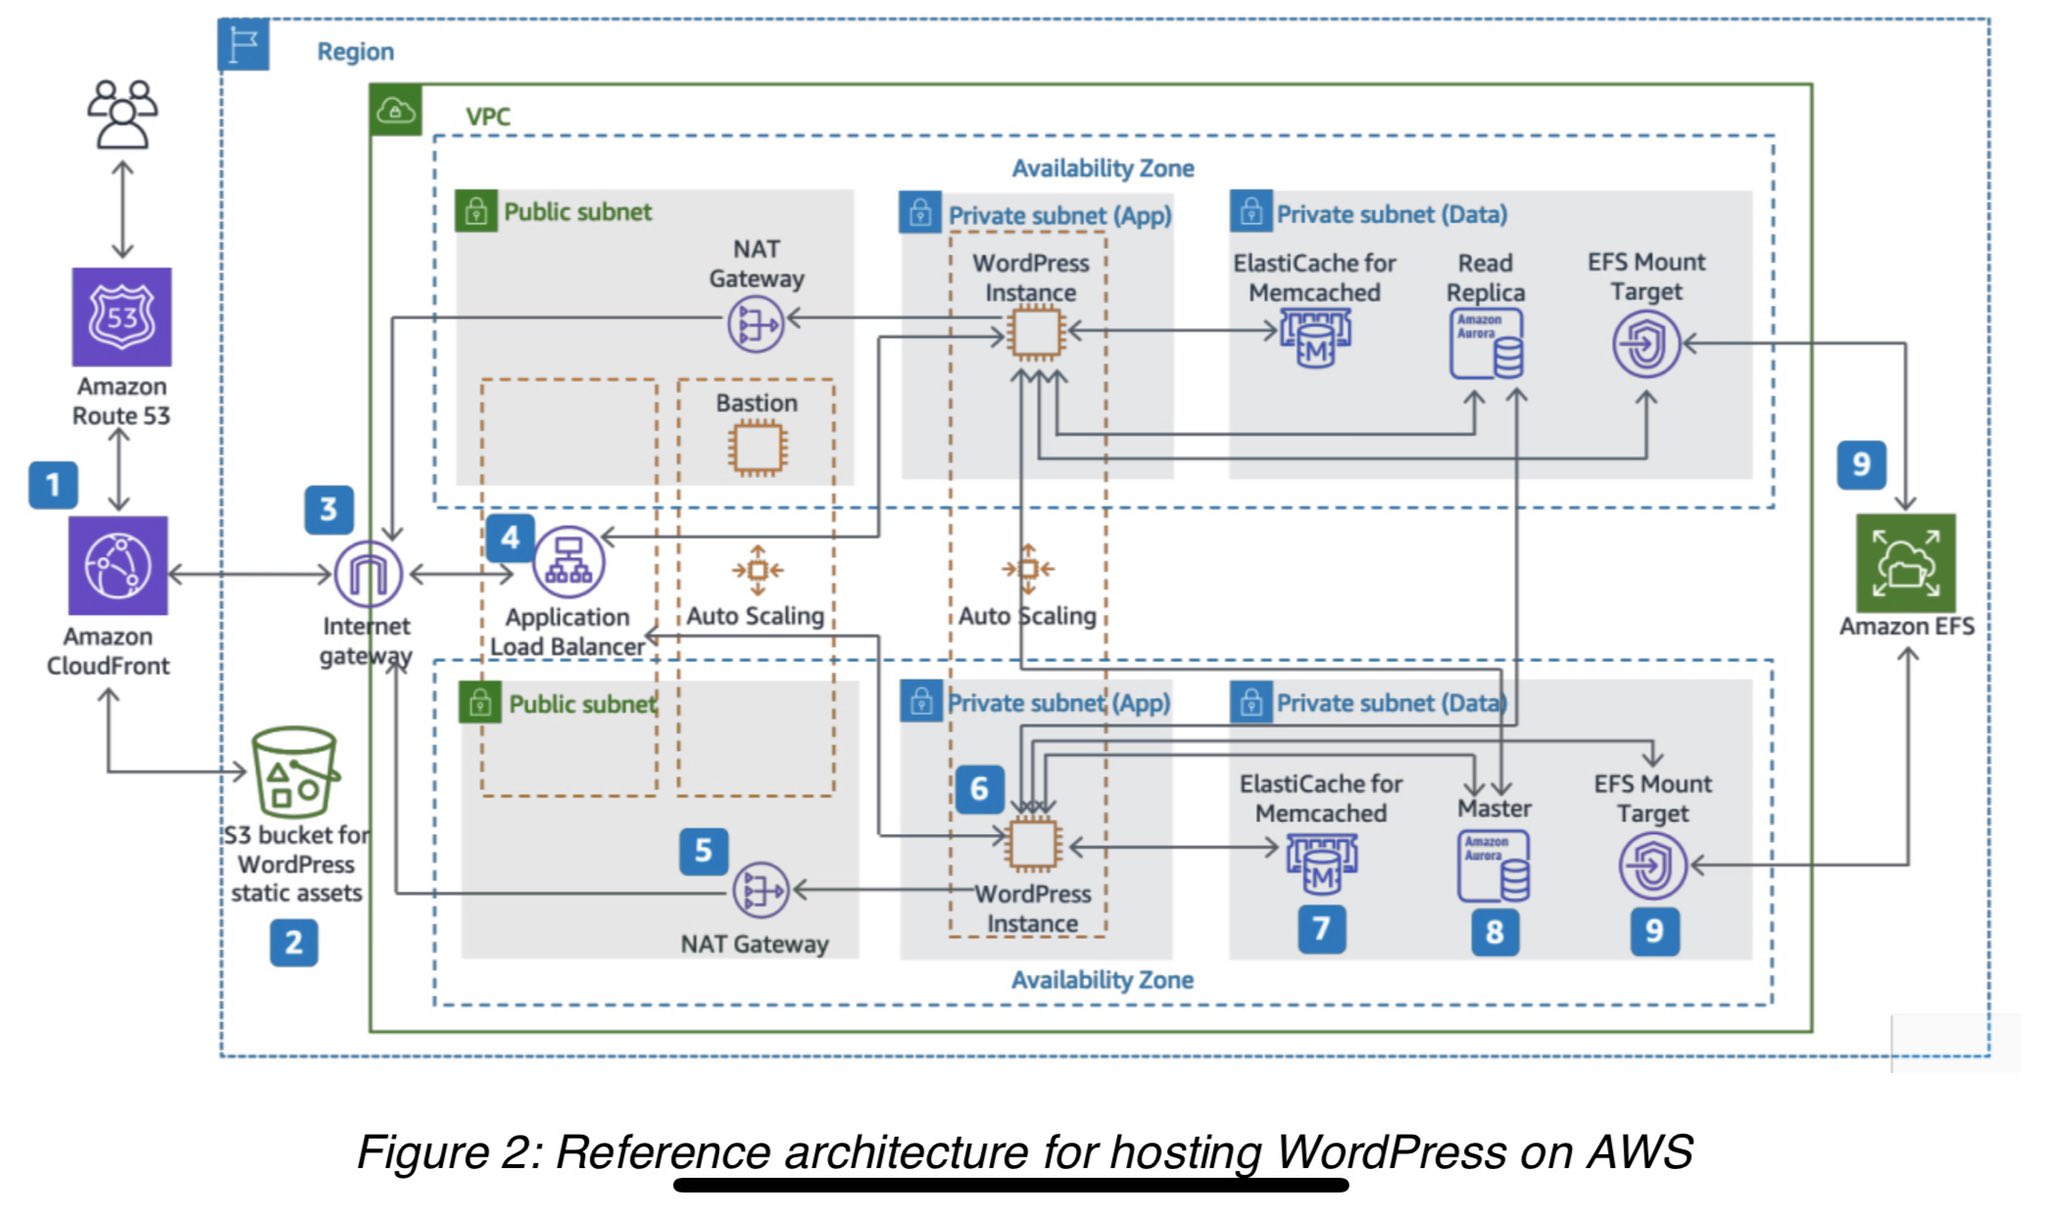 Region
VPC
Availability Zone
Public subnet
Private subnet (App)
Private subnet (Data)
NAT
Gateway
WordPress
Instance
ElastiCache for
Memcached
Read
Replica
Amazon
Aurora
EFS Mount
Target
53
Amazon
Route 53
Bastion
1
3
4
9
Amazon
CloudFront
Internet
gateway
Application
Load Balancer
Auto Scaling
Auto Scaling
Amazon EFS
Public subnet
Private subnet (App)
Private subnet (Data)
6
ElastiCache for
Memcached
M
Master
Amazon
Aurora
EFS Mount
Target
M
S3 bucket for
WordPress
static assets
2
5
NAT Gateway
WordPress
Instance
7
8
9
Availability Zone
Figure 2: Reference architecture for hosting WordPress on AWS